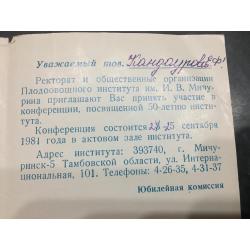 Уважаемый тов. Кандаурова Е.Ф!
Ректорат и общественные организации
Плодоовощного института им. И. В. Мичу-
рина приглашают Вас принять участие в
конференции, посвященной 50-летию инсти-
тута.
Конференция состоится 24-25 сентября
1981 года в актовом зале института.
Адрес института: 393740, г. Мичу-
ринск-5 Тамбовской области, ул. Интерна-
циональная, 101. Телефоны: 4-26-35, 4-31-37
Юбилейная комиссия